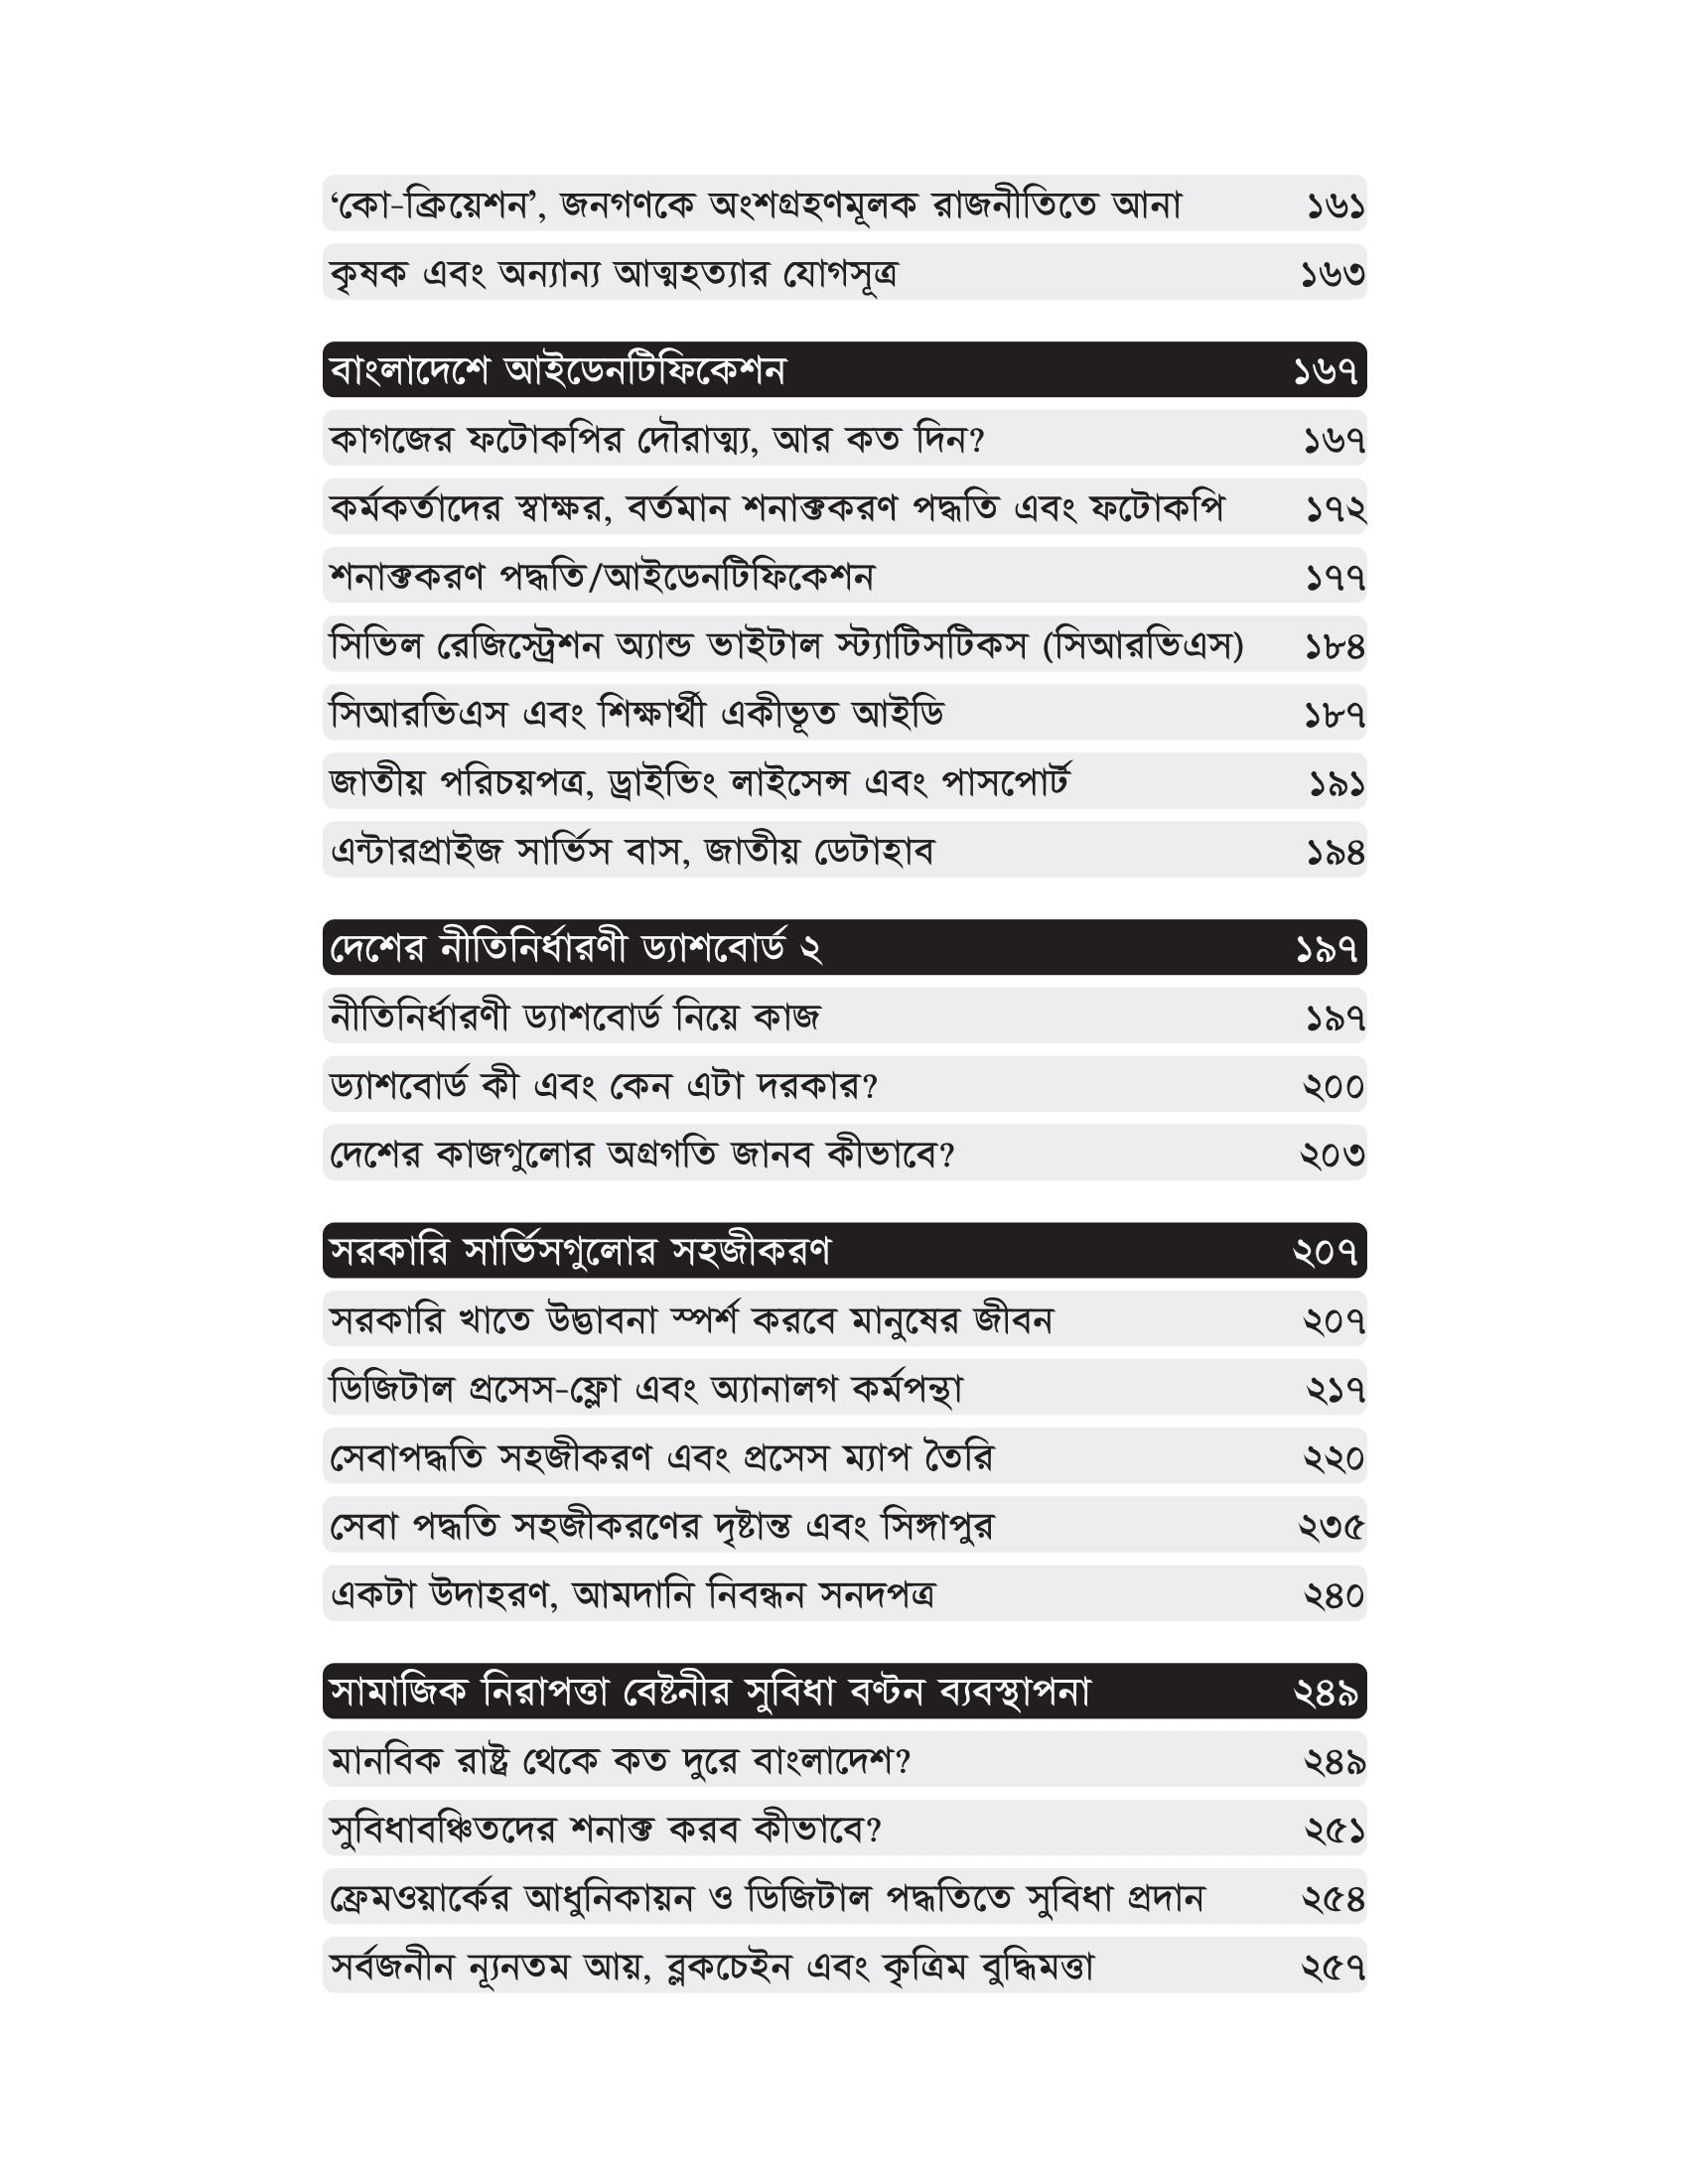 ‘কো-ক্রিয়েশন’, জনগণকে অংশগ্রহণমূলক রাজনীতিতে আনা ১৬১
কৃষক এবং অন্যান্য আত্মহত্যার যোগসূত্র ১৬৩
বাংলাদেশে আইডেনটিফিকেশন ১৬৭
কাগজের ফটোকপির দৌরাত্ম্য, আর কত দিন? ১৬৭
কর্মকর্তাদের স্বাক্ষর, বর্তমান শনাক্তকরণ পদ্ধতি এবং ফটোকপি ১৭২
শনাক্তকরণ পদ্ধতি/আইডেনটিফিকেশন ১৭৭
সিভিল রেজিস্ট্রেশন অ্যান্ড ভাইটাল স্ট্যাটিসটিকস (সিআরভিএস) ১৮৪
সিআরভিএস এবং শিক্ষার্থী একীভূত আইডি ১৮৭
জাতীয় পরিচয়পত্র, ড্রাইভিং লাইসেন্স এবং পাসপোর্ট ১৯১
এন্টারপ্রাইজ সার্ভিস বাস, জাতীয় ডেটাহাব ১৯৪
দেশের নীতিনির্ধারণী ড্যাশবোর্ড ২ ১৯৭
নীতিনির্ধারণী ড্যাশবোর্ড নিয়ে কাজ ১৯৭
ড্যাশবোর্ড কী এবং কেন এটা দরকার? ২০০
দেশের কাজগুলোর অগ্রগতি জানব কীভাবে? ২০৩
সরকারি সার্ভিসগুলোর সহজীকরণ ২০৭
সরকারি খাতে উদ্ভাবনা স্পর্শ করবে মানুষের জীবন ২০৭
ডিজিটাল প্রসেস-ফ্লো এবং অ্যানালগ কর্মপন্থা ২১৭
সেবাপদ্ধতি সহজীকরণ এবং প্রসেস ম্যাপ তৈরি ২২০
সেবা পদ্ধতি সহজীকরণের দৃষ্টান্ত এবং সিঙ্গাপুর ২৩৫
একটা উদাহরণ, আমদানি নিবন্ধন সনদপত্র ২৪০
সামাজিক নিরাপত্তা বেষ্টনীর সুবিধা বণ্টন ব্যবস্থাপনা ২৪৯
মানবিক রাষ্ট্র থেকে কত দুরে বাংলাদেশ? ২৪৯
সুবিধাবঞ্চিতদের শনাক্ত করব কীভাবে? ২৫১
ফ্রেমওয়ার্কের আধুনিকায়ন ও ডিজিটাল পদ্ধতিতে সুবিধা প্রদান ২৫৪
সর্বজনীন ন্যূনতম আয়, ব্লকচেইন এবং কৃত্রিম বুদ্ধিমত্তা ২৫৭